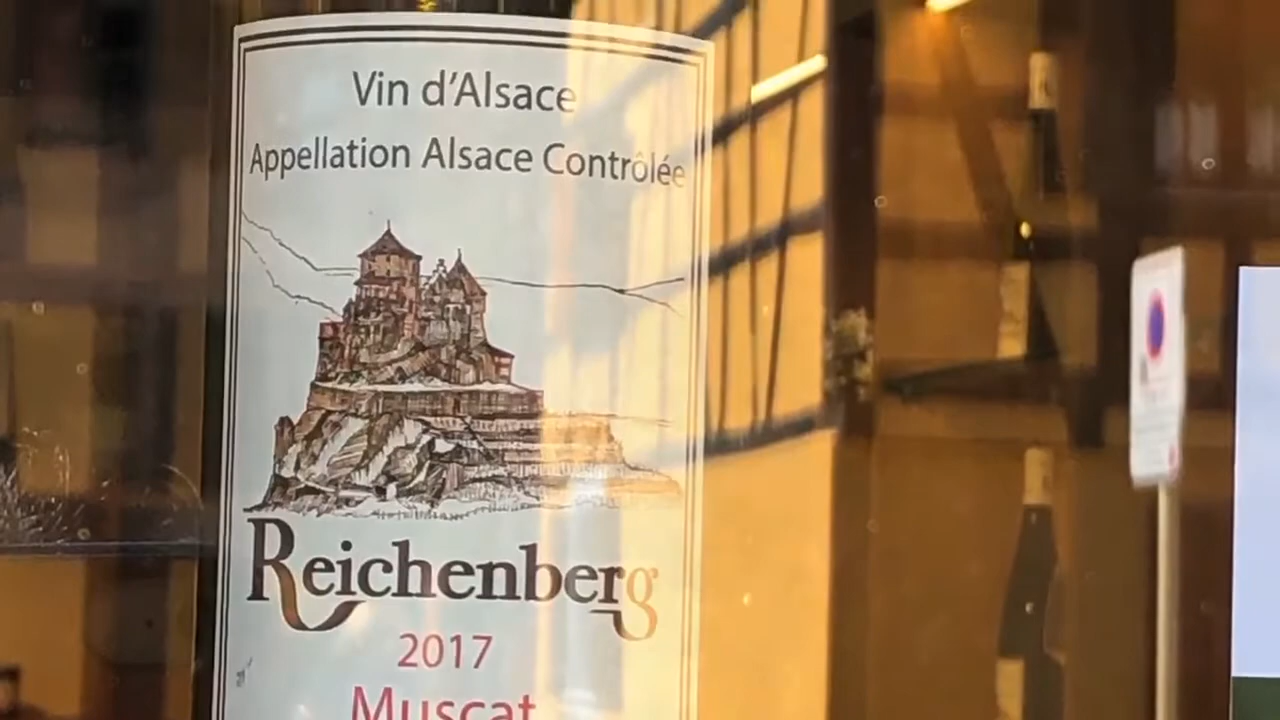 Vin d'Alsace
Appellation Alsace Contrôlée
Reichenberg
2017
Muscat